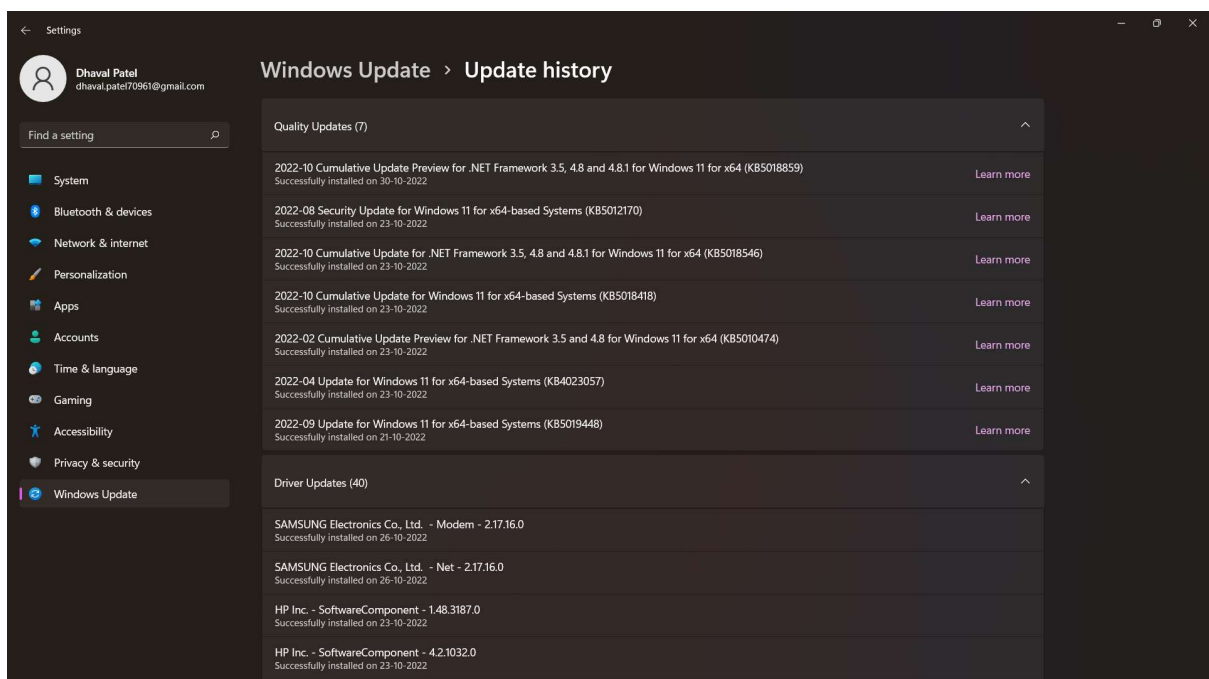 Settings
Dhaval Patel
dhaval.patel70961@gmail.com
Find a setting
System
Bluetooth & devices
Network & internet
Personalization
Apps
Accounts
Time & language
Gaming
Accessibility
Privacy & security
Windows Update
Windows Update > Update history
Quality Updates (7)
2022-10 Cumulative Update Preview for .NET Framework 3.5, 4.8 and 4.8.1 for Windows 11 for x64 (KB5018859)
Successfully installed on 30-10-2022
Learn more
2022-08 Security Update for Windows 11 for x64-based Systems (KB5012170)
Successfully installed on 23-10-2022
Learn more
2022-10 Cumulative Update for .NET Framework 3.5, 4.8 and 4.8.1 for Windows 11 for x64 (KB5018546)
Successfully installed on 23-10-2022
Learn more
2022-10 Cumulative Update for Windows 11 for x64-based Systems (KB5018418)
Successfully installed on 23-10-2022
Learn more
2022-02 Cumulative Update Preview for .NET Framework 3.5 and 4.8 for Windows 11 for x64 (KB5010474)
Successfully installed on 23-10-2022
Learn more
2022-04 Update for Windows 11 for x64-based Systems (KB4023057)
Successfully installed on 23-10-2022
Learn more
2022-09 Update for Windows 11 for x64-based Systems (KB5019448)
Successfully installed on 21-10-2022
Learn more
Driver Updates (40)
SAMSUNG Electronics Co., Ltd. - Modem - 2.17.16.0
Successfully installed on 26-10-2022
SAMSUNG Electronics Co., Ltd. - Net - 2.17.16.0
Successfully installed on 26-10-2022
HP Inc. - SoftwareComponent - 1.48.3187.0
Successfully installed on 23-10-2022
HP Inc. - SoftwareComponent - 4.2.1032.0
Successfully installed on 23-10-2022